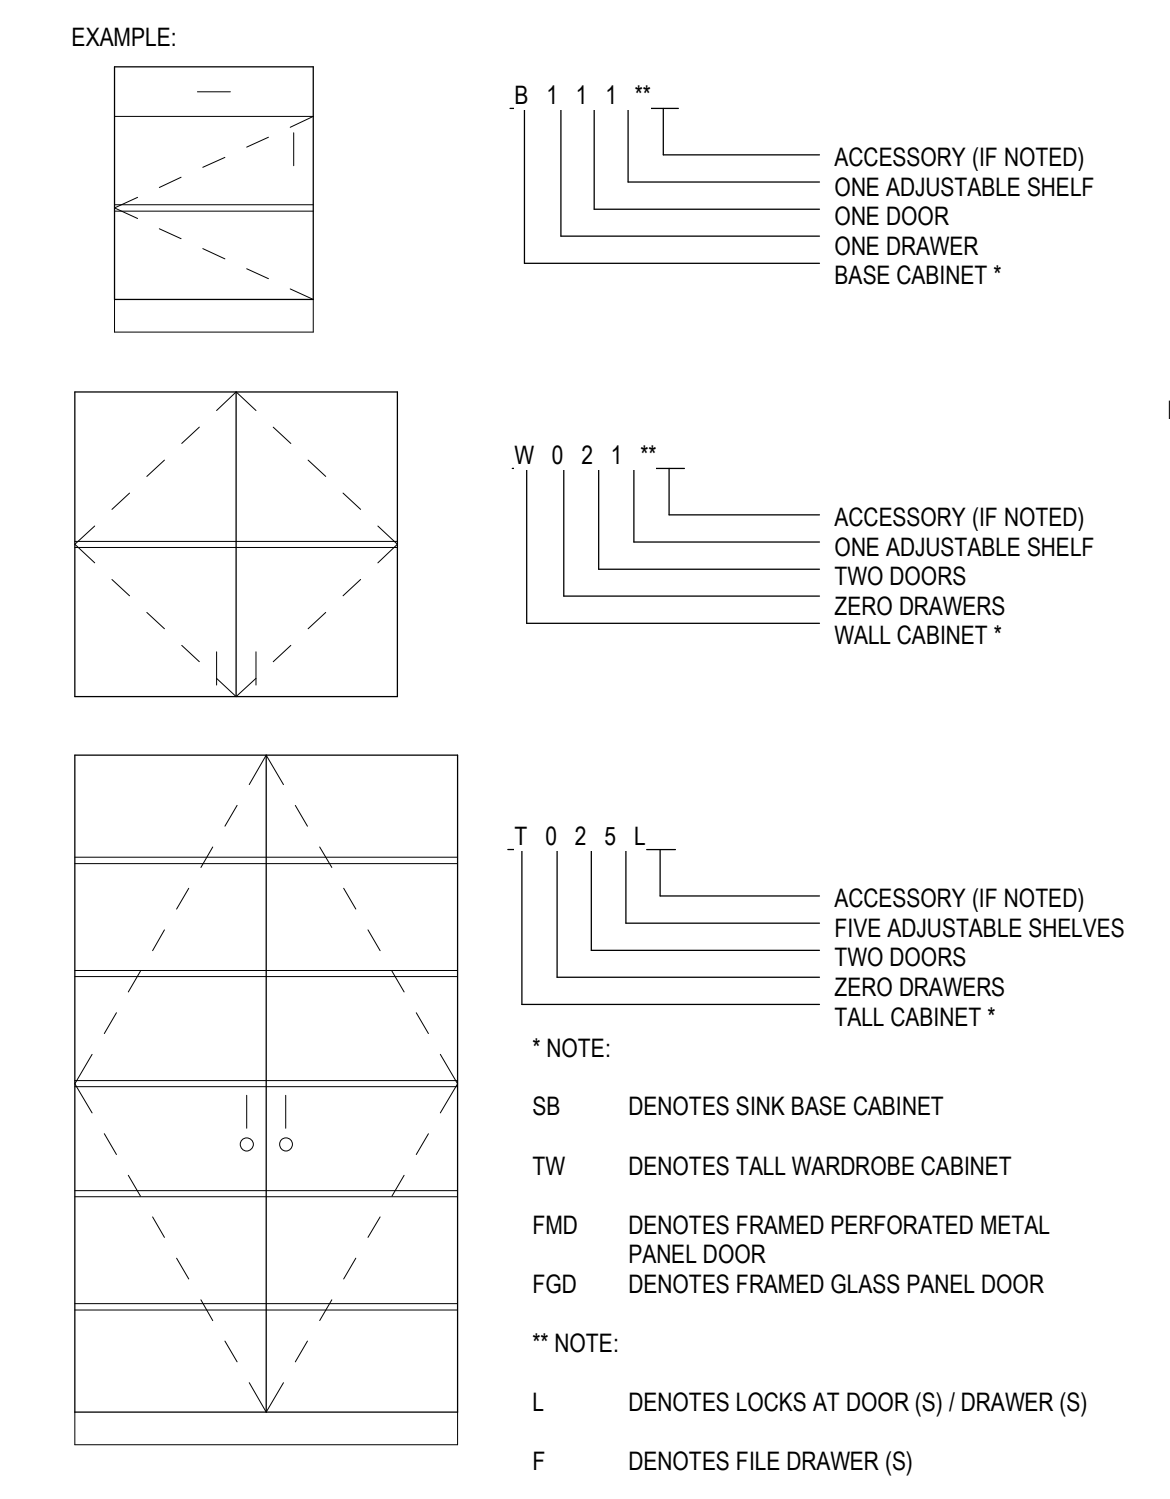 EXAMPLE:
B 1 1 1 **
ACCESSORY (IF NOTED)
ONE ADJUSTABLE SHELF
ONE DOOR
ONE DRAWER
BASE CABINET *
W 0 2 1 **
ACCESSORY (IF NOTED)
ONE ADJUSTABLE SHELF
TWO DOORS
ZERO DRAWERS
WALL CABINET *
T 0 2 5 L
ACCESSORY (IF NOTED)
FIVE ADJUSTABLE SHELVES
TWO DOORS
ZERO DRAWERS
TALL CABINET *
* NOTE:
SB DENOTES SINK BASE CABINET
TW DENOTES TALL WARDROBE CABINET
FMD DENOTES FRAMED PERFORATED METAL
PANEL DOOR
FGD DENOTES FRAMED GLASS PANEL DOOR
** NOTE:
L DENOTES LOCKS AT DOOR (S) / DRAWER (S)
F DENOTES FILE DRAWER (S)